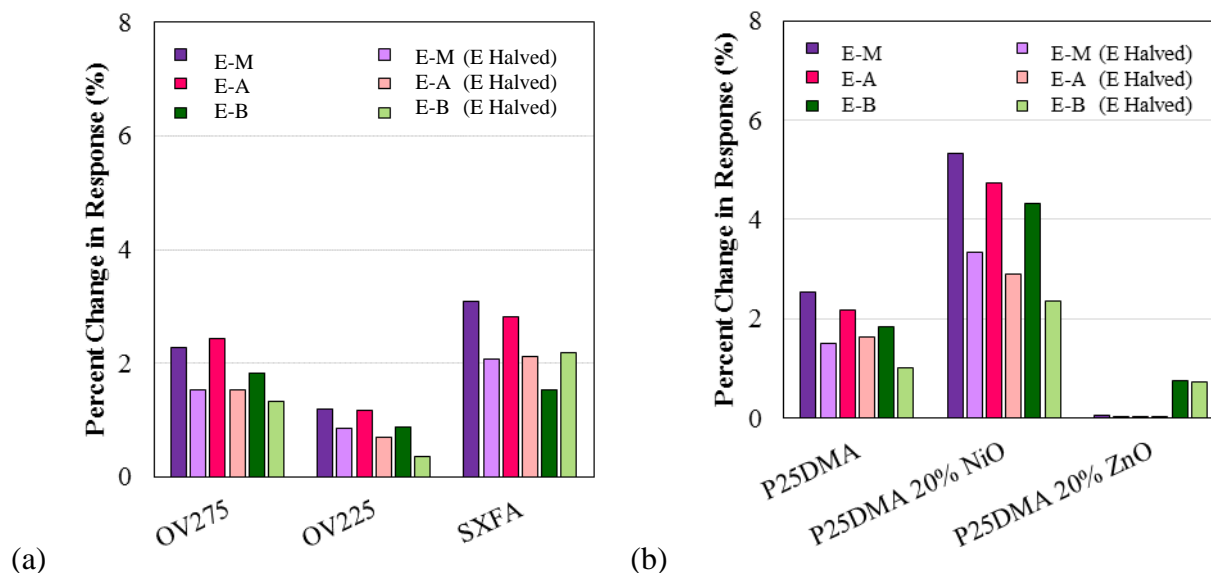 Percent Change in Response (%)
8
6
4
2
0
E-M
E-A
E-B
E-M (E Halved)
E-A (E Halved)
E-B (E Halved)
OV275
OV225
SXFA
(a)
Percent Change in Response (%)
8
6
4
2
0
E-M
E-A
E-B
E-M (E Halved)
E-A (E Halved)
E-B (E Halved)
P25DMA
P25DMA 20% NiO
P25DMA 20% ZnO
(b)